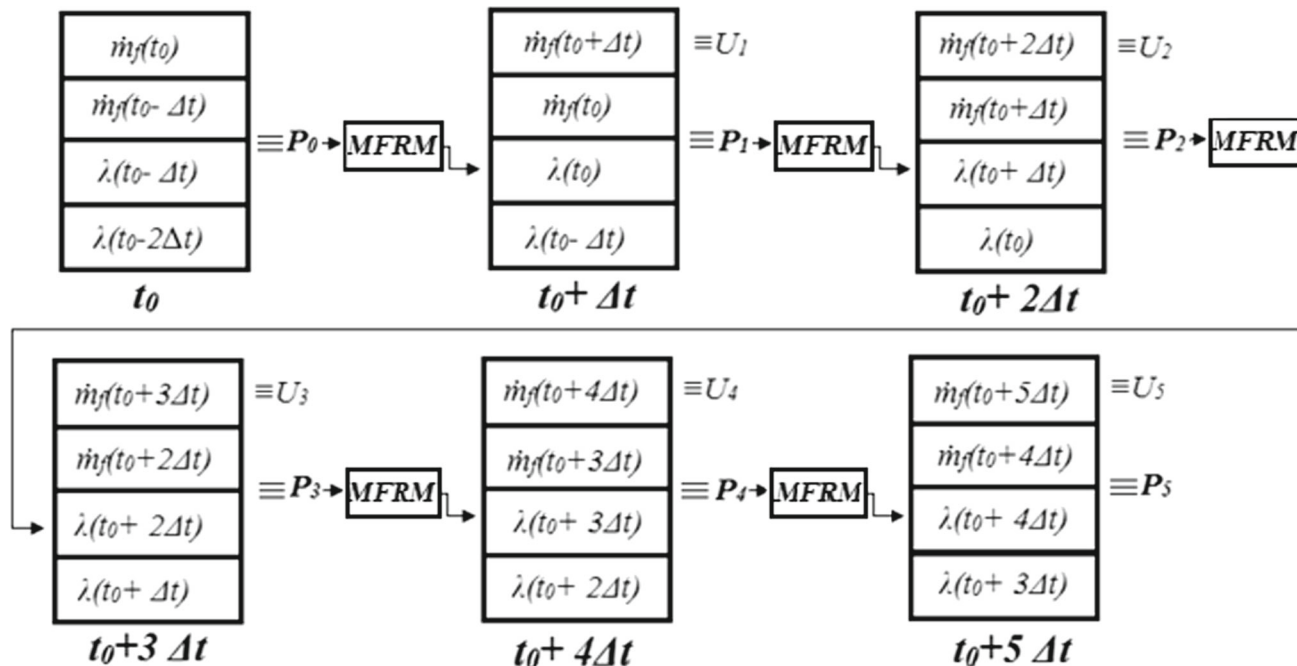 ṁf(t0)
ṁf(t0- Δt)
λ(t0- Δt)
λ(t0-2Δt)
≡P0
MFRM
t0
ṁf(t0+Δt)
ṁf(t0)
λ(t0)
λ(t0- Δt)
≡U1
≡P1
MFRM
t0+ Δt
ṁf(t0+2Δt)
ṁf(t0+Δt)
λ(t0+ Δt)
λ(t0)
≡U2
≡P2
MFRM
t0+ 2Δt
ṁf(t0+3Δt)
ṁf(t0+2Δt)
λ(t0+ 2Δt)
λ(t0+ Δt)
≡U3
≡P3
MFRM
t0+3 Δt
ṁf(t0+4Δt)
ṁf(t0+3Δt)
λ(t0+ 3Δt)
λ(t0+ 2Δt)
≡U4
≡P4
MFRM
t0+ 4Δt
ṁf(t0+5Δt)
ṁf(t0+4Δt)
λ(t0+ 4Δt)
λ(t0+ 3Δt)
≡U5
≡P5
t0+5 Δt